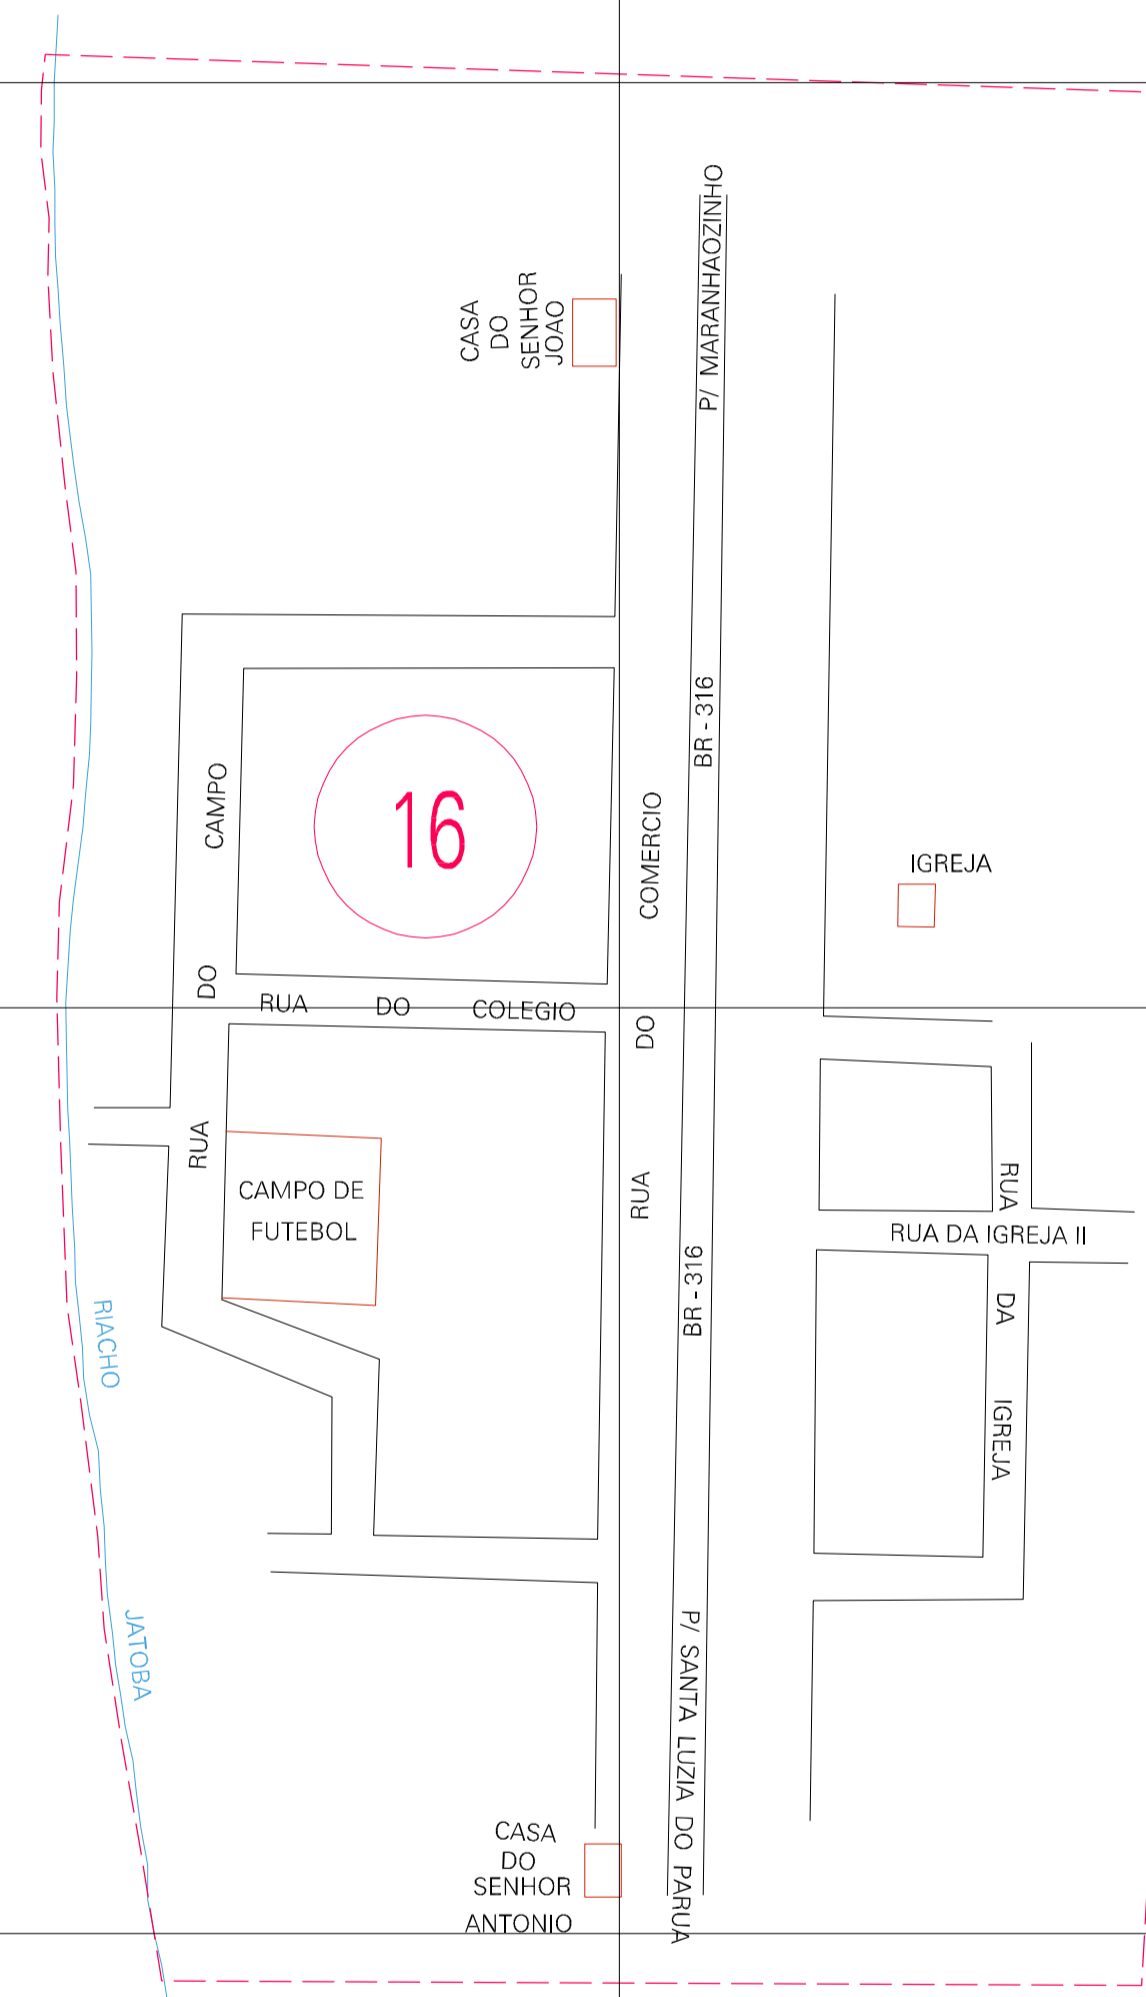 P/ MARANHAOZINHO
CASA
DO
SENHOR
JOAO
BR - 316
CAMPO
16
COMERCIO
IGREJA
DO
RUA DO COLEGIO
DO
RUA
RUA
RUA
CAMPO DE
FUTEBOL
RUA DA IGREJA II
BR - 316
DA
RIACHO
IGREJA
JATOBA
P/ SANTA LUZIA DO PARUA
CASA
DO
SENHOR
ANTONIO